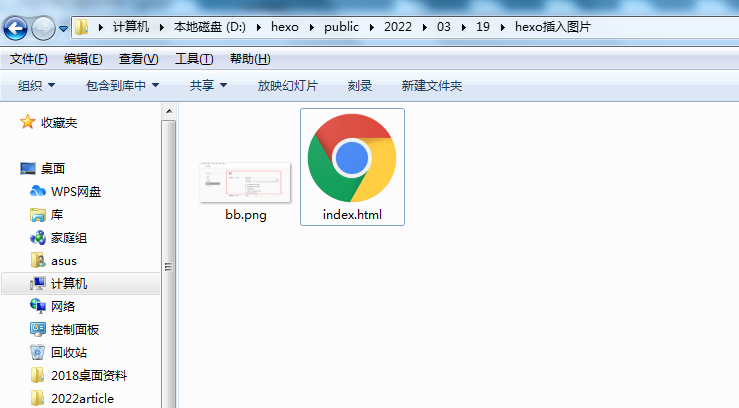 计算机 ▸ 本地磁盘 (D:) ▸ hexo ▸ public ▸ 2022 ▸ 03 ▸ 19 ▸ hexo插入图片
文件(F) 编辑(E) 查看(V) 工具(T) 帮助(H)
组织 包含到库中 共享 放映幻灯片 刻录 新建文件夹
收藏夹
桌面
WPS网盘
库
家庭组
asus
计算机
网络
控制面板
回收站
2018桌面资料
2022article
bb.png
index.html